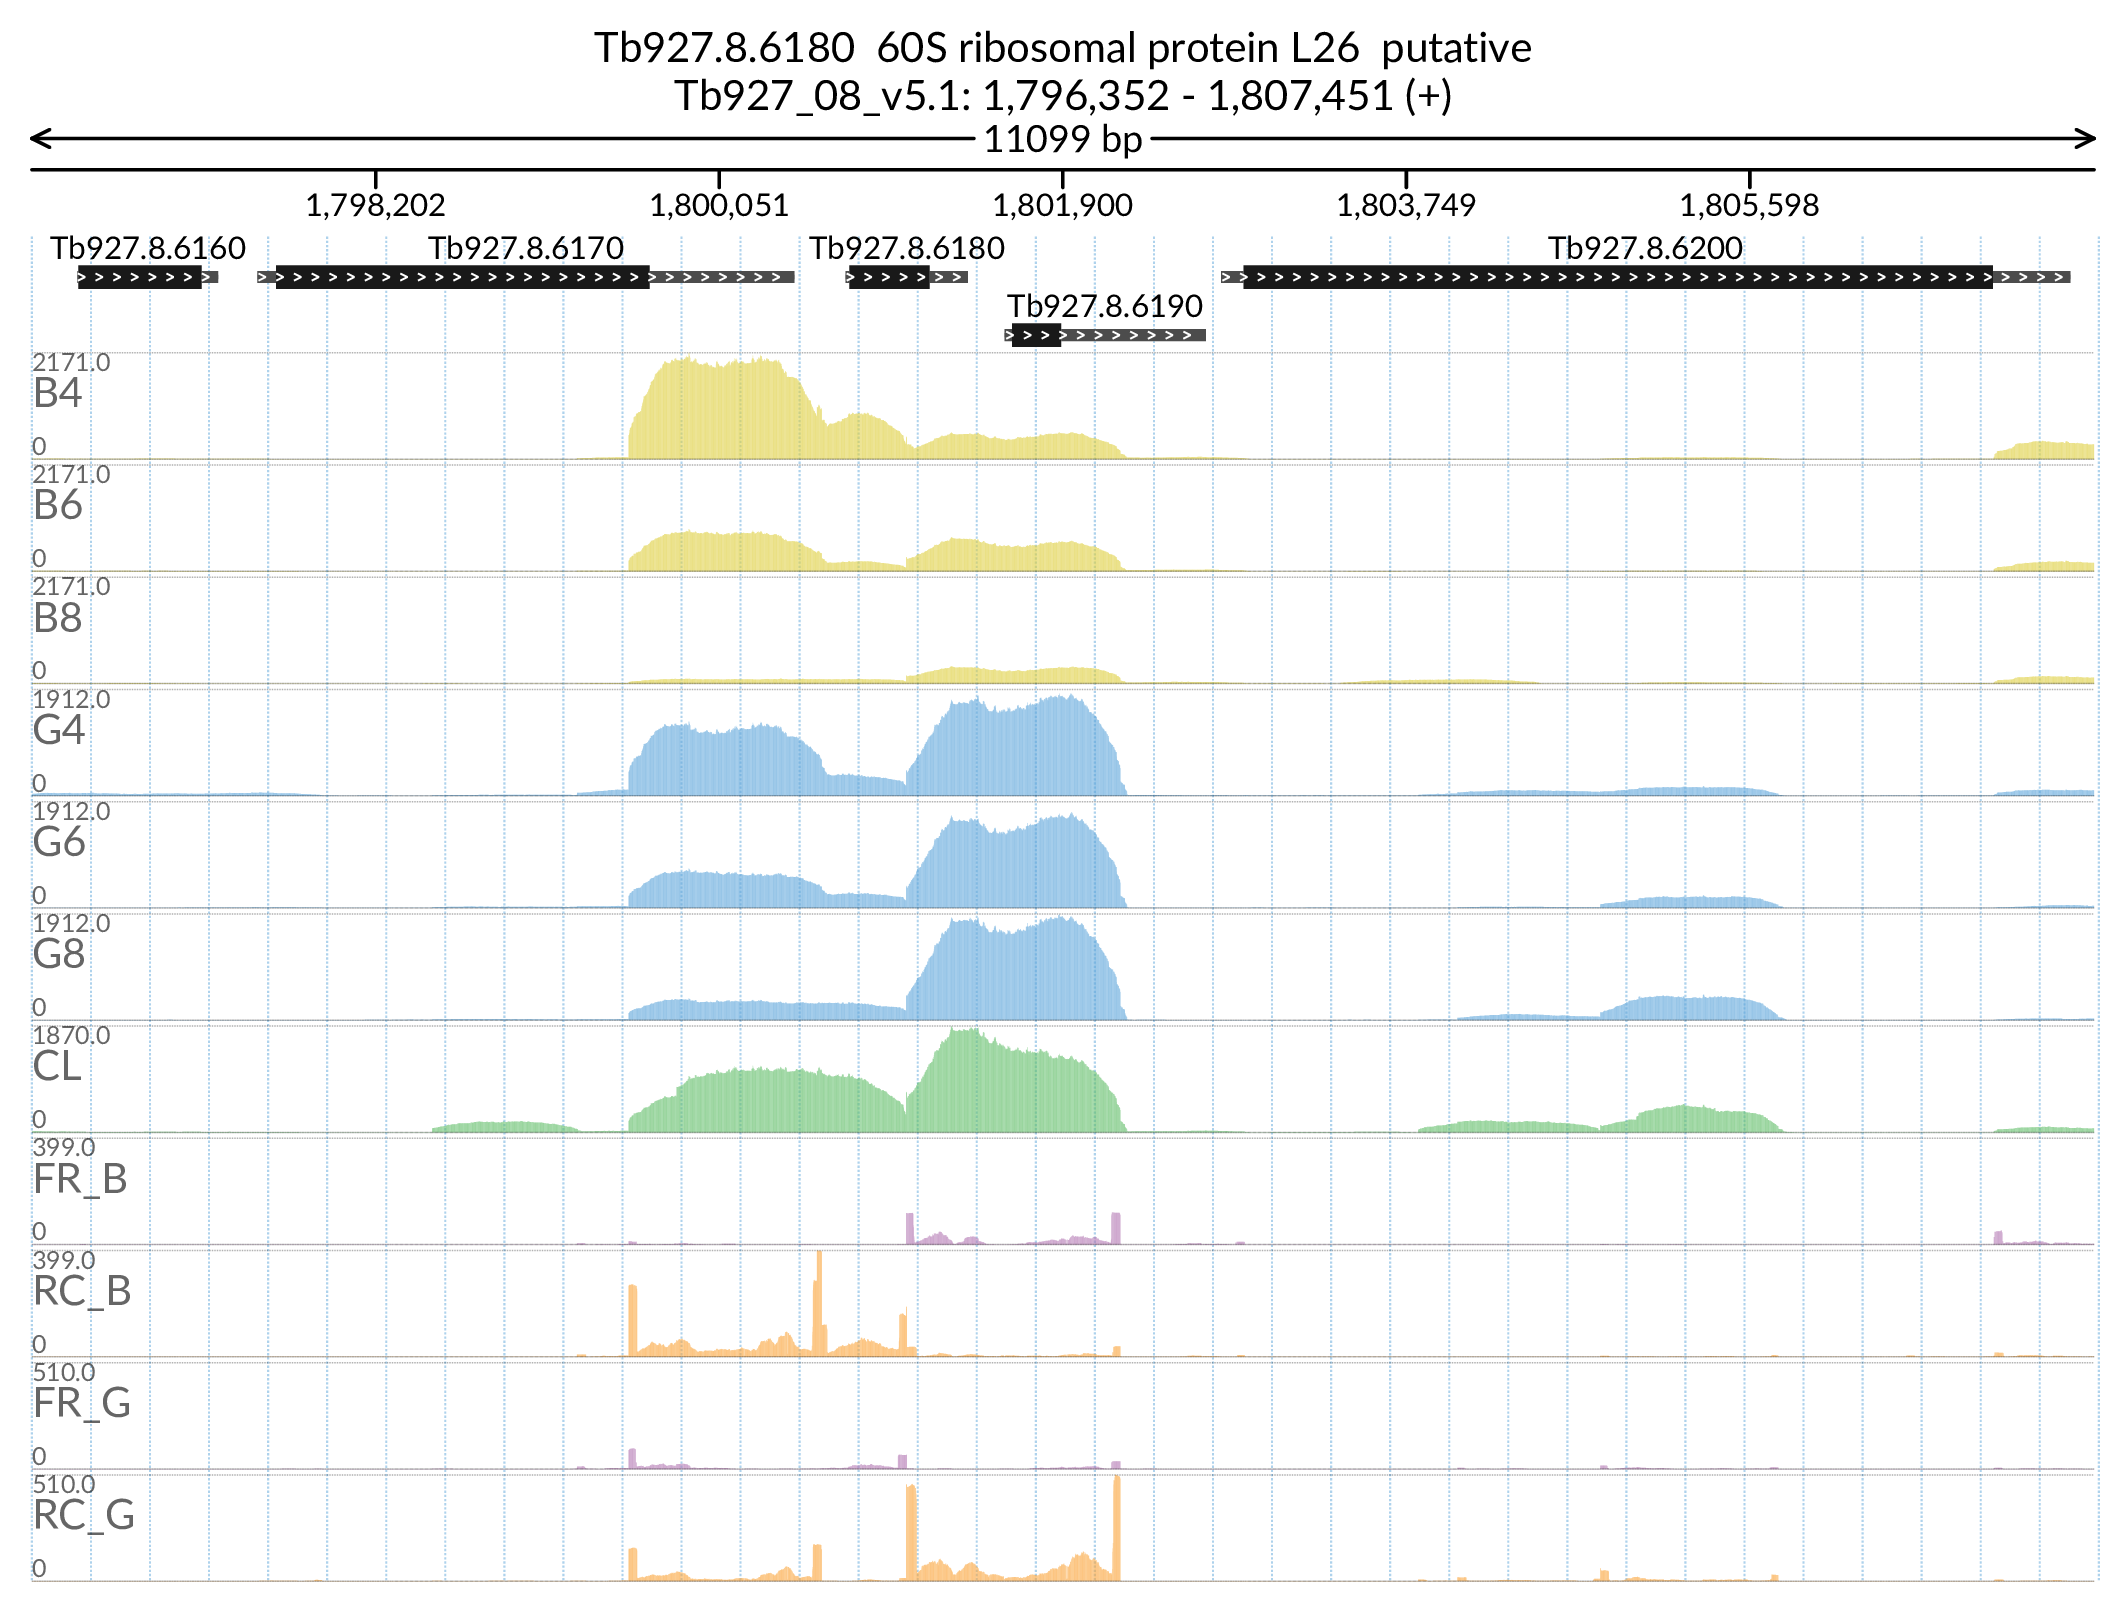 Tb927.8.6180  60S ribosomal protein L26  putative
Tb927_08_v5.1: 1,796,352 - 1,807,451 (+)
11099 bp
1,798,202 1,800,051 1,801,900 1,803,749 1,805,598
Tb927.8.6160 Tb927.8.6170 Tb927.8.6180 Tb927.8.6200
Tb927.8.6190
2171.0
B4
0
2171.0
B6
0
2171.0
B8
0
1912.0
G4
0
1912.0
G6
0
1912.0
G8
0
1870.0
CL
0
399.0
FR_B
0
399.0
RC_B
0
510.0
FR_G
0
510.0
RC_G
0